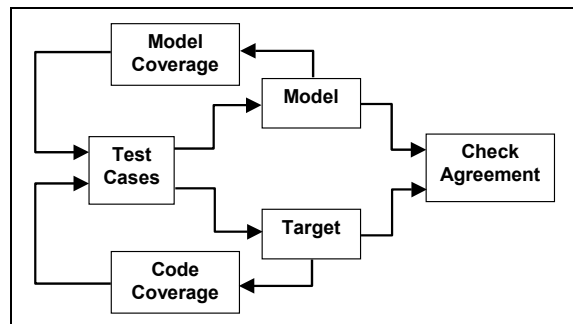 Model
Coverage
Model
Test
Cases
Check
Agreement
Target
Code
Coverage